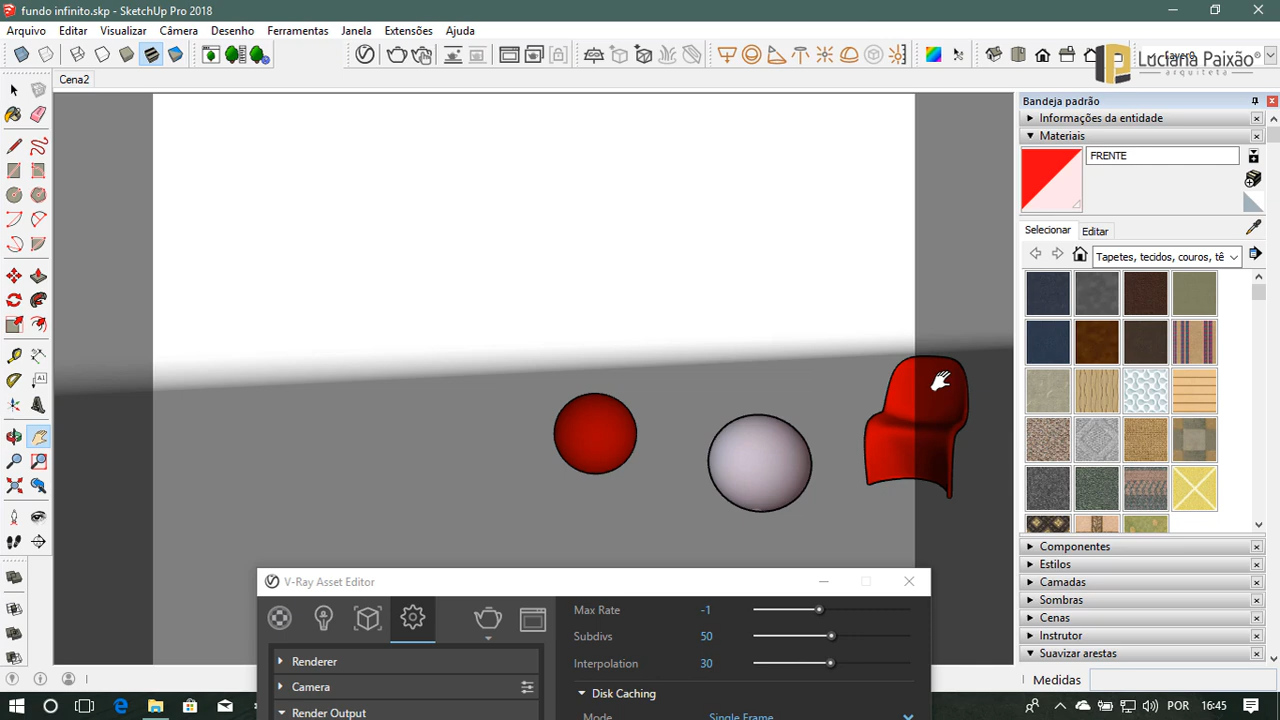 fundo infinito.skp - SketchUp Pro 2018
Arquivo Editar Visualizar Câmera Desenho Ferramentas Janela Extensões Ajuda
Luciana Paixão
arquiteta
Cena2
Bandeja padrão
Informações da entidade
Materiais
FRENTE
Selecionar Editar
Tapetes, tecidos, couros, tê
Componentes
Estilos
Camadas
Sombras
Cenas
Instrutor
Suavizar arestas
Medidas
V-Ray Asset Editor
Max Rate -1
Subdivs 50
Interpolation 30
Disk Caching
Mode Single Frame
Renderer
Camera
Render Output
POR 16:45